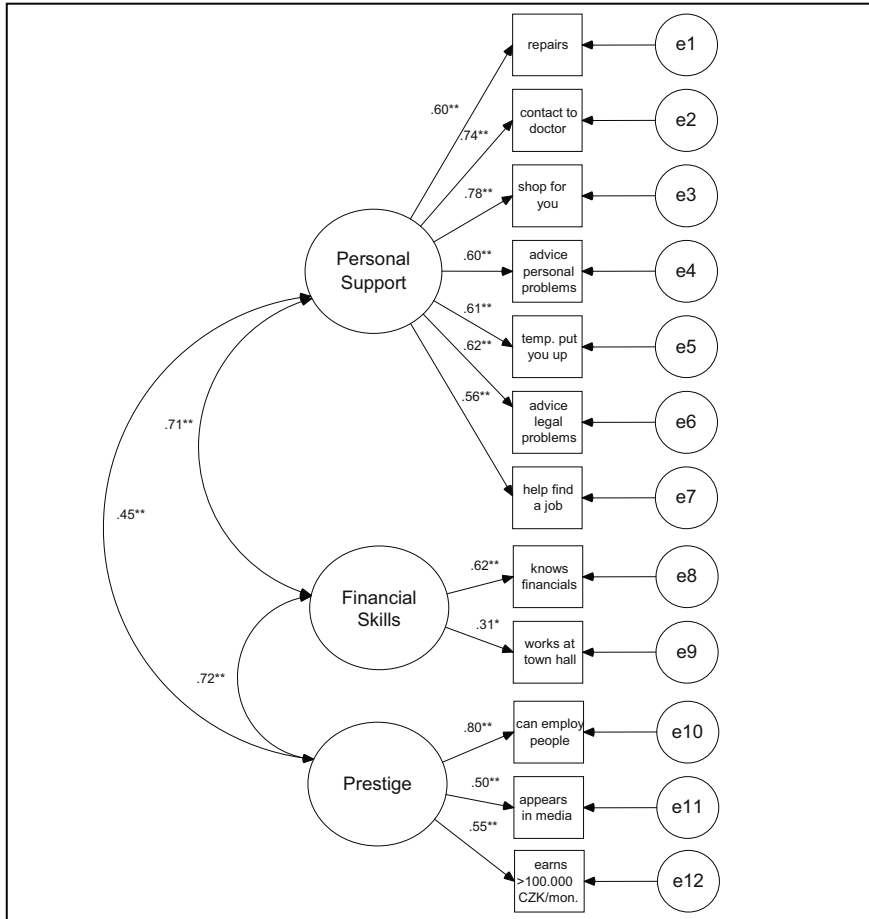 repairs
e1
.60**
contact to
doctor
e2
.74**
shop for
you
e3
.78**
Personal
Support
advice
personal
problems
e4
.60**
temp. put
you up
e5
.61**
advice
legal
problems
e6
.62**
help find
a job
e7
.56**
.71**
.45**
knows
financials
e8
.62**
Financial
Skills
works at
town hall
e9
.31*
.72**
can employ
people
e10
.80**
Prestige
appears
in media
e11
.50**
earns
>100.000
CZK/mon.
e12
.55**